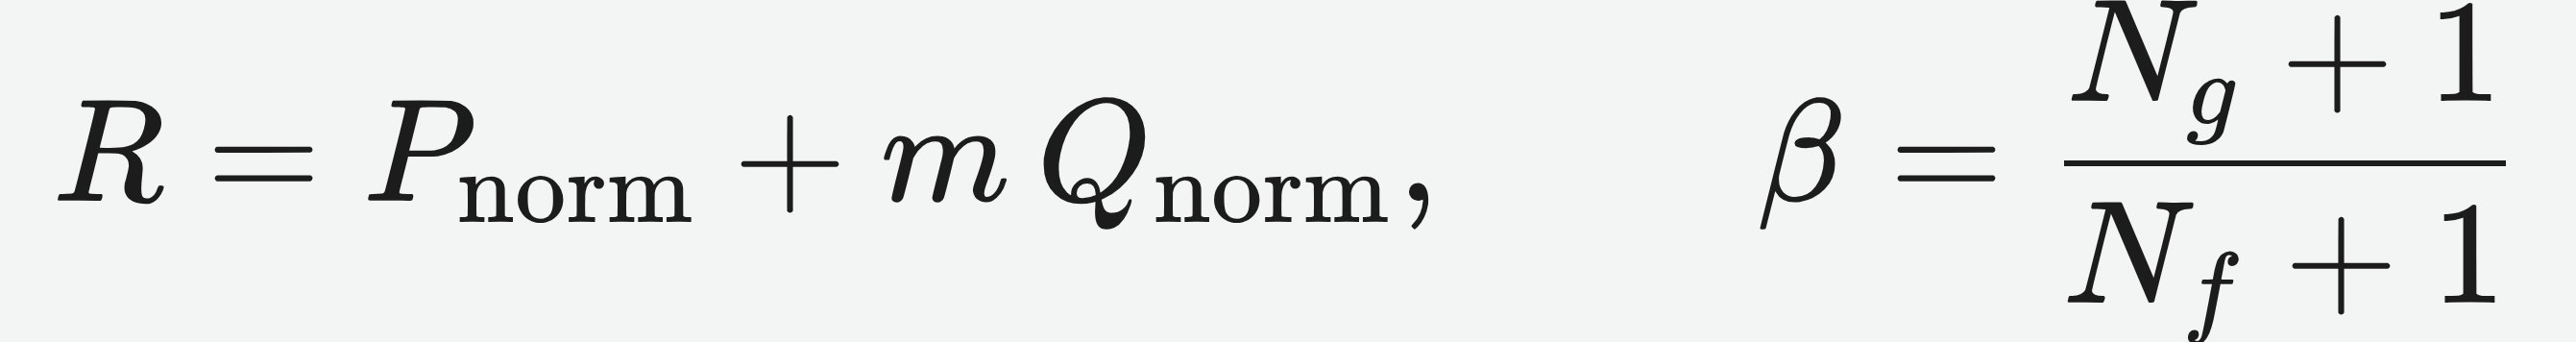 R = P_norm + m Q_norm,    β = (N_g + 1)/(N_f + 1)